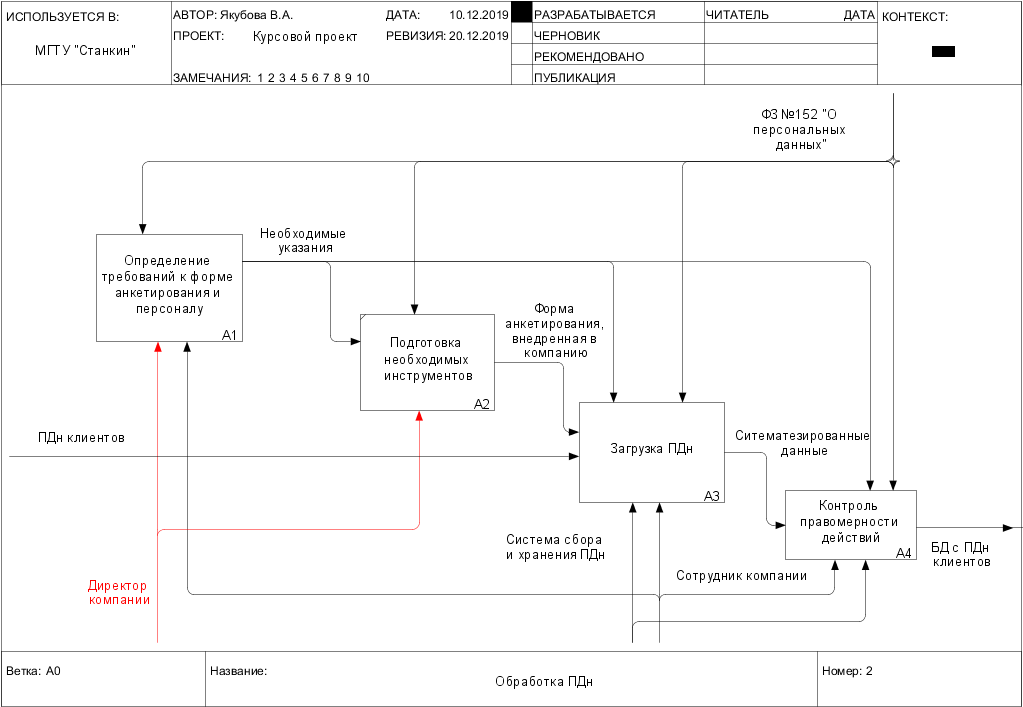 ИСПОЛЬЗУЕТСЯ В:
МГТУ "Станкин"
АВТОР: Якубова В.А.
ДАТА: 10.12.2019
ПРОЕКТ: Курсовой проект
РЕВИЗИЯ: 20.12.2019
ЗАМЕЧАНИЯ: 1 2 3 4 5 6 7 8 9 10
РАЗРАБАТЫВАЕТСЯ
ЧЕРНОВИК
РЕКОМЕНДОВАНО
ПУБЛИКАЦИЯ
ЧИТАТЕЛЬ ДАТА
КОНТЕКСТ:
ФЗ №152 "О
персональных
данных"
Необходимые
указания
Определение
требований к форме
анкетирования и
персоналу
A1
Форма
анкетирования,
внедренная в
компанию
Подготовка
необходимых
инструментов
A2
ПДн клиентов
Загрузка ПДн
A3
Ситематезированные
данные
Контроль
правомерности
действий
A4
Система сбора
и хранения ПДн
БД с ПДн
клиентов
Сотрудник компании
Директор
компании
Ветка: A0
Название:
Обработка ПДн
Номер: 2